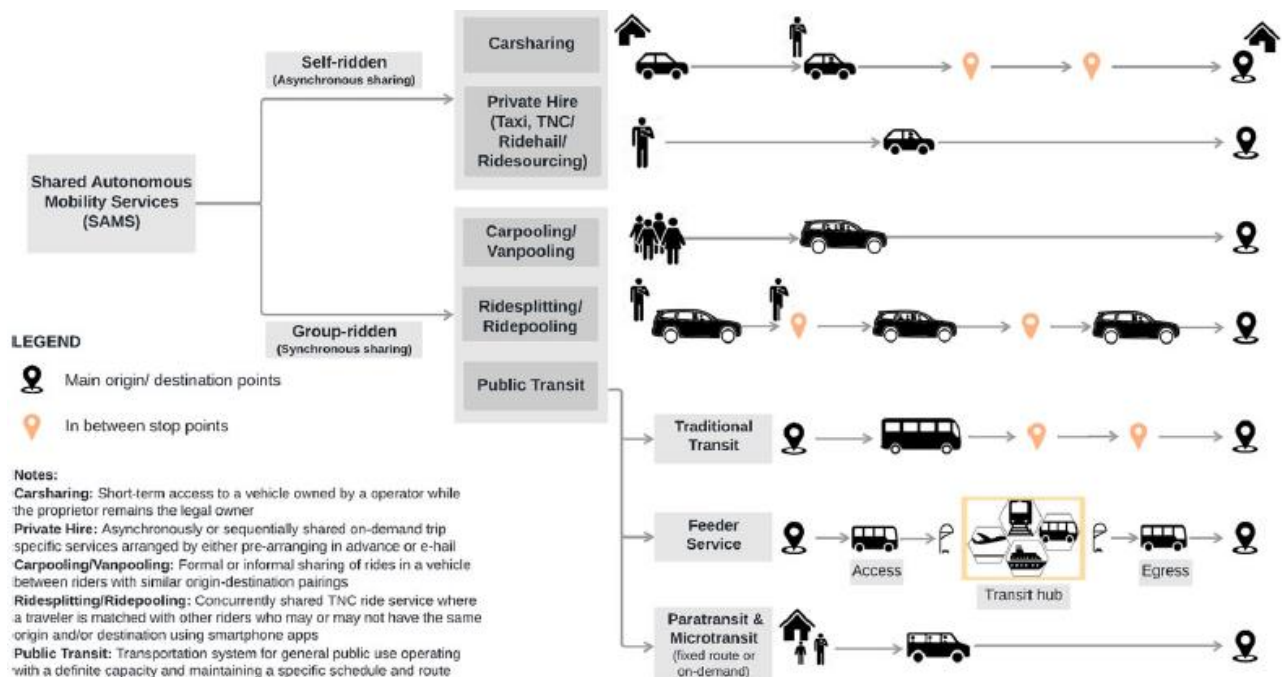 Shared Autonomous
Mobility Services
(SAMS)
Self-ridden
(Asynchronous sharing)
Group-ridden
(Synchronous sharing)
Carsharing
Private Hire
(Taxi, TNC/
Ridehail/
Ridesourcing)
Carpooling/
Vanpooling
Ridesplitting/
Ridepooling
Public Transit
Traditional
Transit
Feeder
Service
Access
Transit hub
Egress
Paratransit &
Microtransit
(fixed route or
on-demand)
LEGEND
Main origin/ destination points
In between stop points
Notes:
Carsharing: Short-term access to a vehicle owned by a operator while
the proprietor remains the legal owner
Private Hire: Asynchronously or sequentially shared on-demand trip
specific services arranged by either pre-arranging in advance or e-hail
Carpooling/Vanpooling: Formal or informal sharing of rides in a vehicle
between riders with similar origin-destination pairings
Ridesplitting/Ridepooling: Concurrently shared TNC ride service where
a traveler is matched with other riders who may or may not have the same
origin and/or destination using smartphone apps
Public Transit: Transportation system for general public use operating
with a definite capacity and maintaining a specific schedule and route